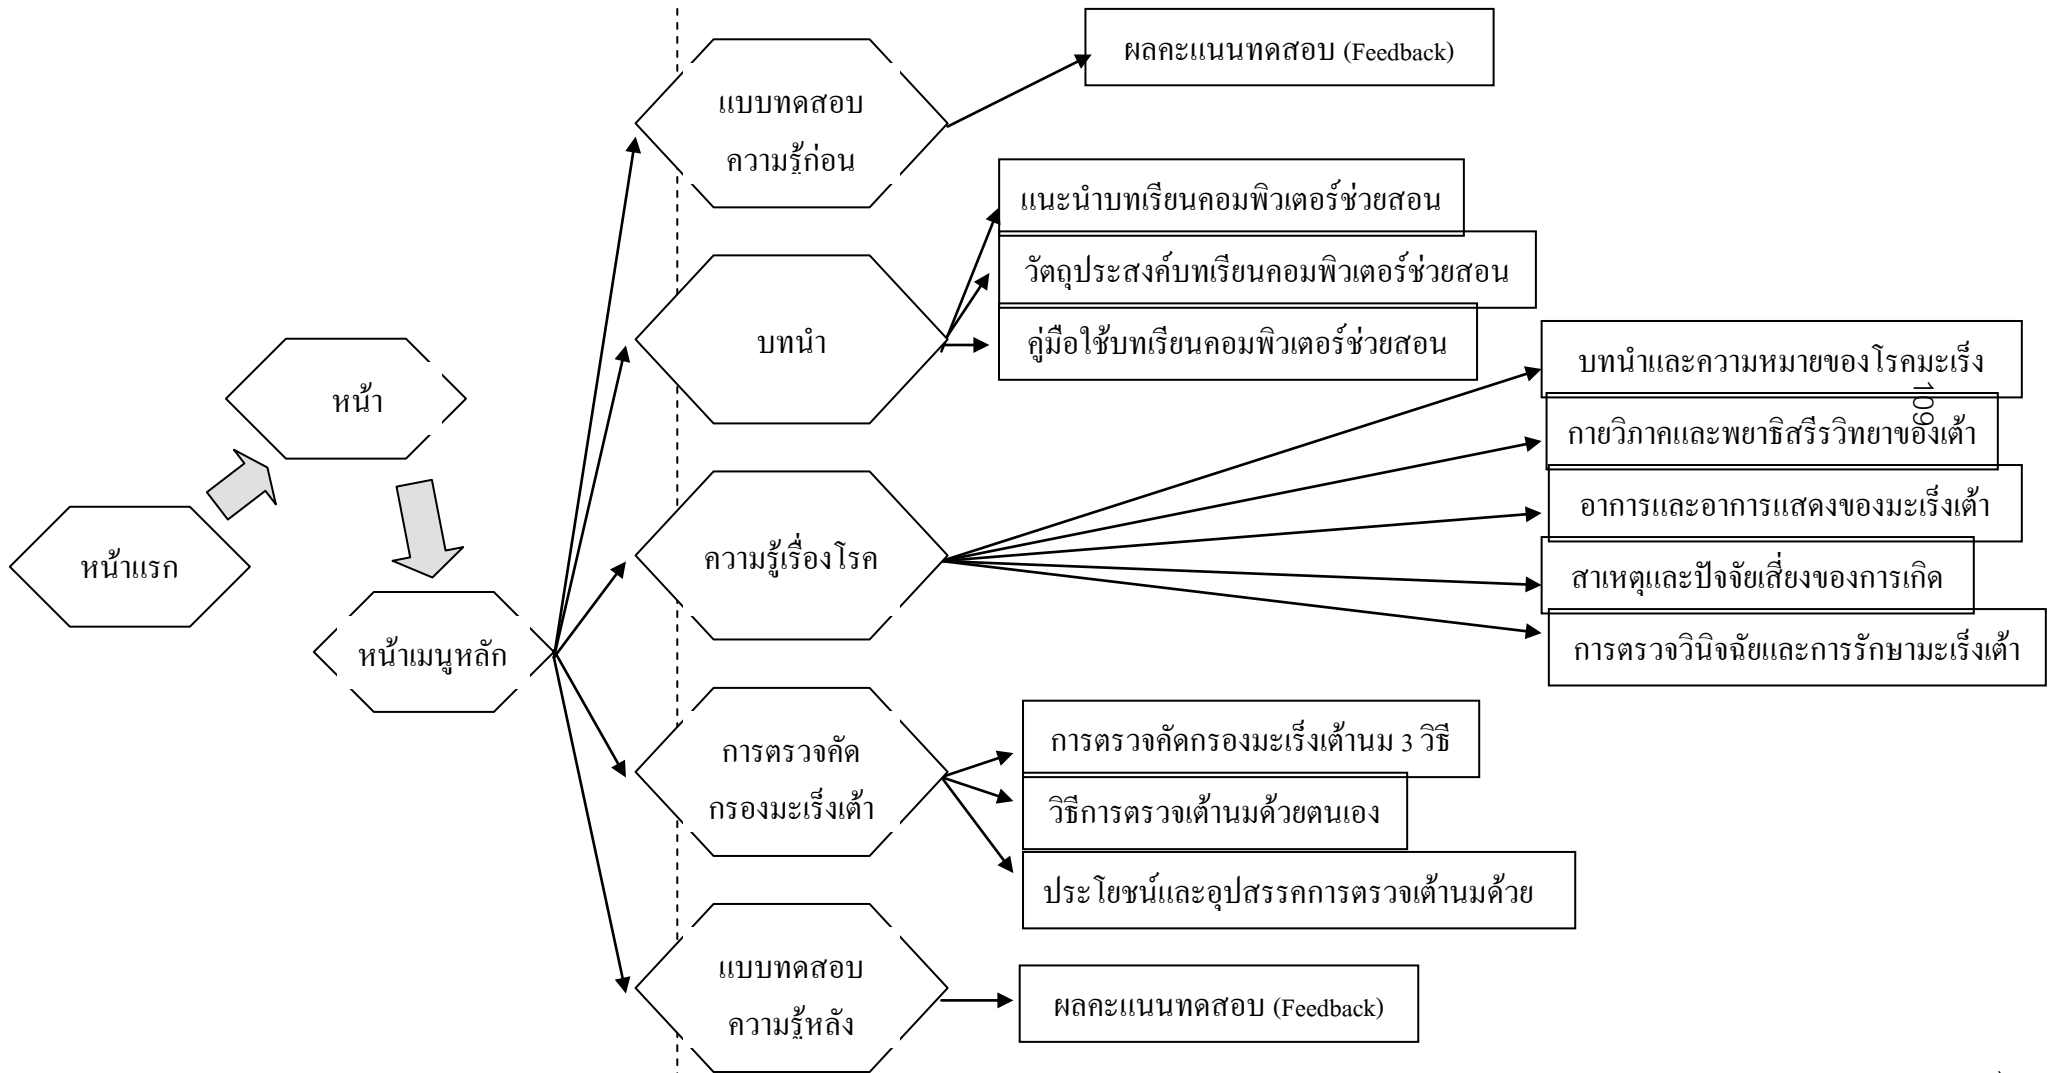 หน้าแรก
หน้า
หน้าเมนูหลัก
แบบทดสอบ
ความรู้ก่อน
ผลคะแนนทดสอบ (Feedback)
บทนำ
แนะนำบทเรียนคอมพิวเตอร์ช่วยสอน
วัตถุประสงค์บทเรียนคอมพิวเตอร์ช่วยสอน
คู่มือใช้บทเรียนคอมพิวเตอร์ช่วยสอน
ความรู้เรื่องโรค
บทนำและความหมายของโรคมะเร็ง
109
กายวิภาคและพยาธิสรีรวิทยาของเต้า
อาการและอาการแสดงของมะเร็งเต้า
สาเหตุและปัจจัยเสี่ยงของการเกิด
การตรวจวินิจฉัยและการรักษามะเร็งเต้า
การตรวจคัด
กรองมะเร็งเต้า
การตรวจคัดกรองมะเร็งเต้านม 3 วิธี
วิธีการตรวจเต้านมด้วยตนเอง
ประโยชน์และอุปสรรคการตรวจเต้านมด้วย
แบบทดสอบ
ความรู้หลัง
ผลคะแนนทดสอบ (Feedback)